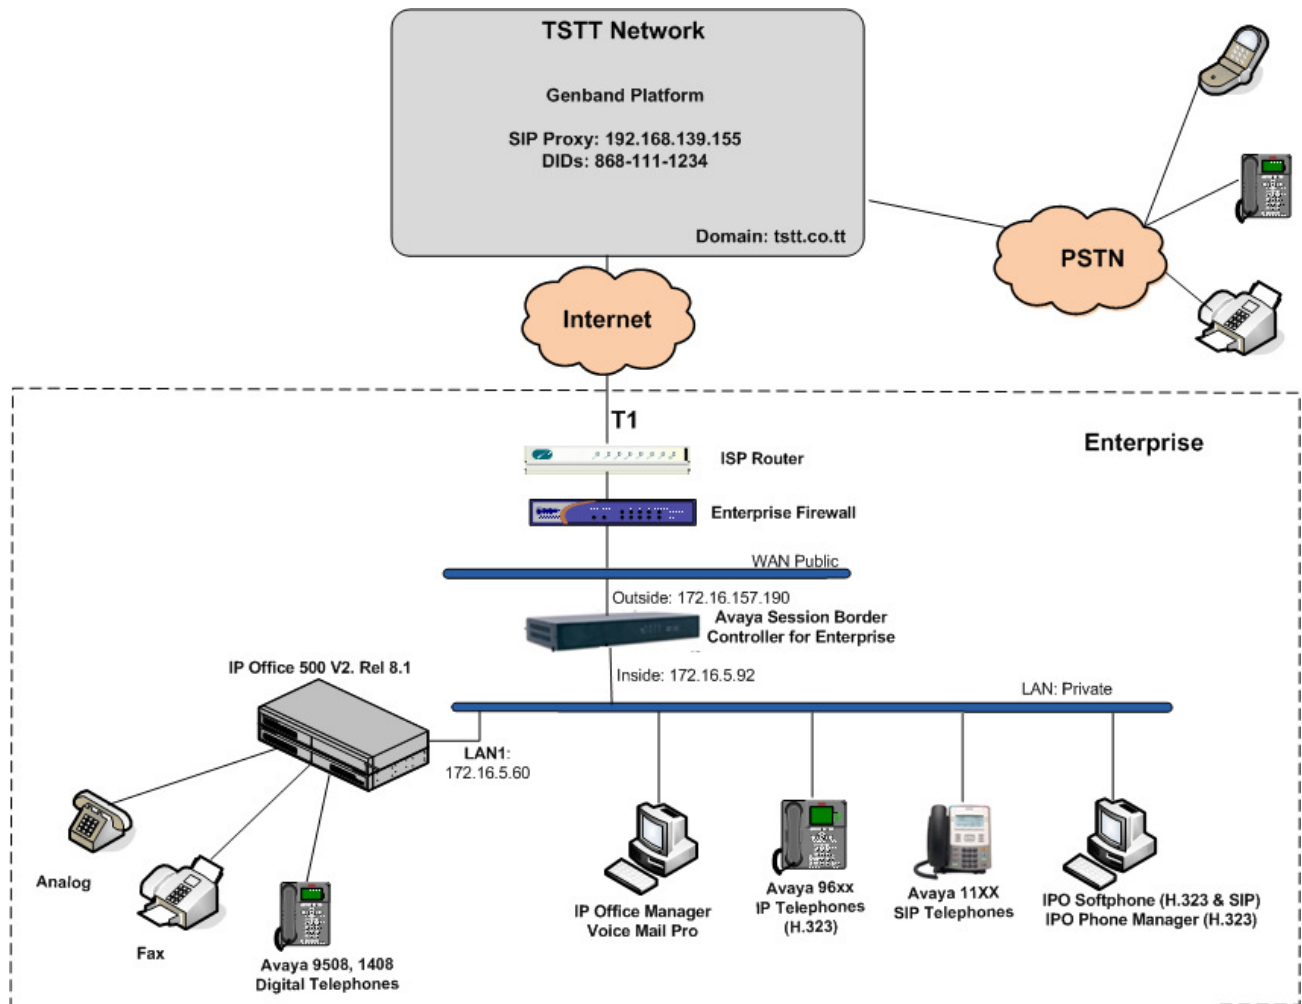 TSTT Network
Genband Platform
SIP Proxy: 192.168.139.155
DIDs: 868-111-1234
Domain: tstt.co.tt
PSTN
Internet
T1
Enterprise
ISP Router
Enterprise Firewall
WAN Public
Outside: 172.16.157.190
Avaya Session Border
Controller for Enterprise
IP Office 500 V2. Rel 8.1
Inside: 172.16.5.92
LAN: Private
LAN1:
172.16.5.60
Analog
Fax
Avaya 9508, 1408
Digital Telephones
IP Office Manager
Voice Mail Pro
Avaya 96xx
IP Telephones
(H.323)
Avaya 11XX
SIP Telephones
IPO Softphone (H.323 & SIP)
IPO Phone Manager (H.323)